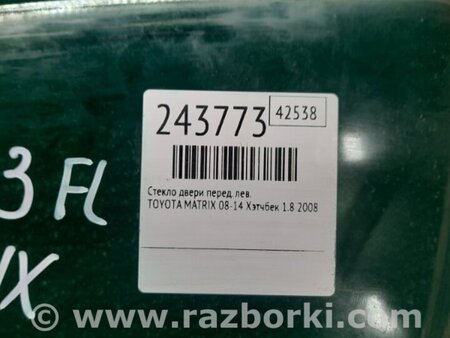 243773
42538
Стекло двери перед. лев.
TOYOTA MATRIX 08-14 Хэтчбек 1.8 2008
3 FL
IX
© www.razborki.com